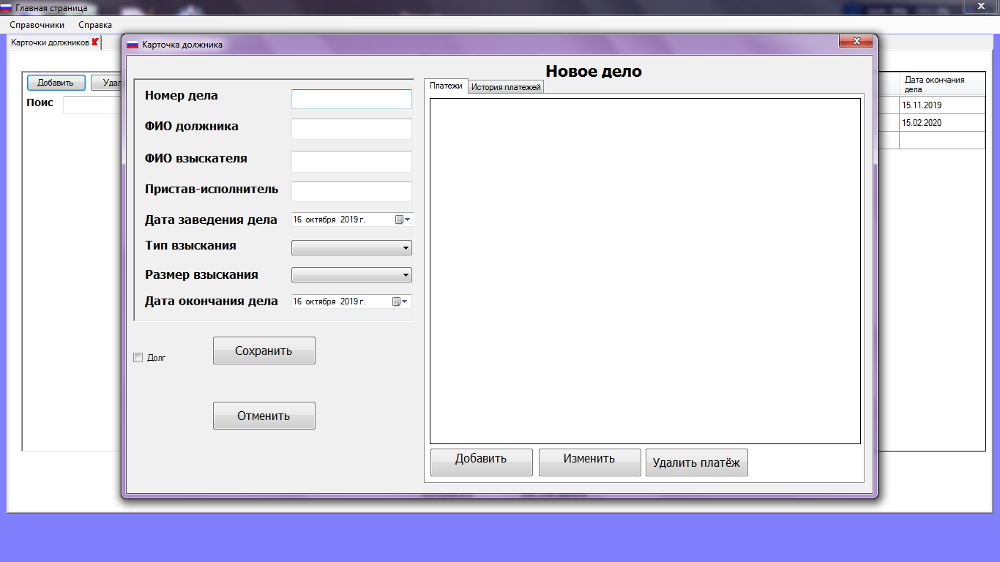 Главная страница
Справочники Справка
Карточки должников
Карточка должника
Добавить
Поис
Новое дело
Номер дела
ФИО должника
ФИО взыскателя
Пристав-исполнитель
Дата заведения дела 16 октября 2019 г.
Тип взыскания
Размер взыскания
Дата окончания дела 16 октября 2019 г.
Долг
Сохранить
Отменить
Платежи История платежей
Добавить Изменить Удалить платёж
Дата окончания
дела
15.11.2019
15.02.2020